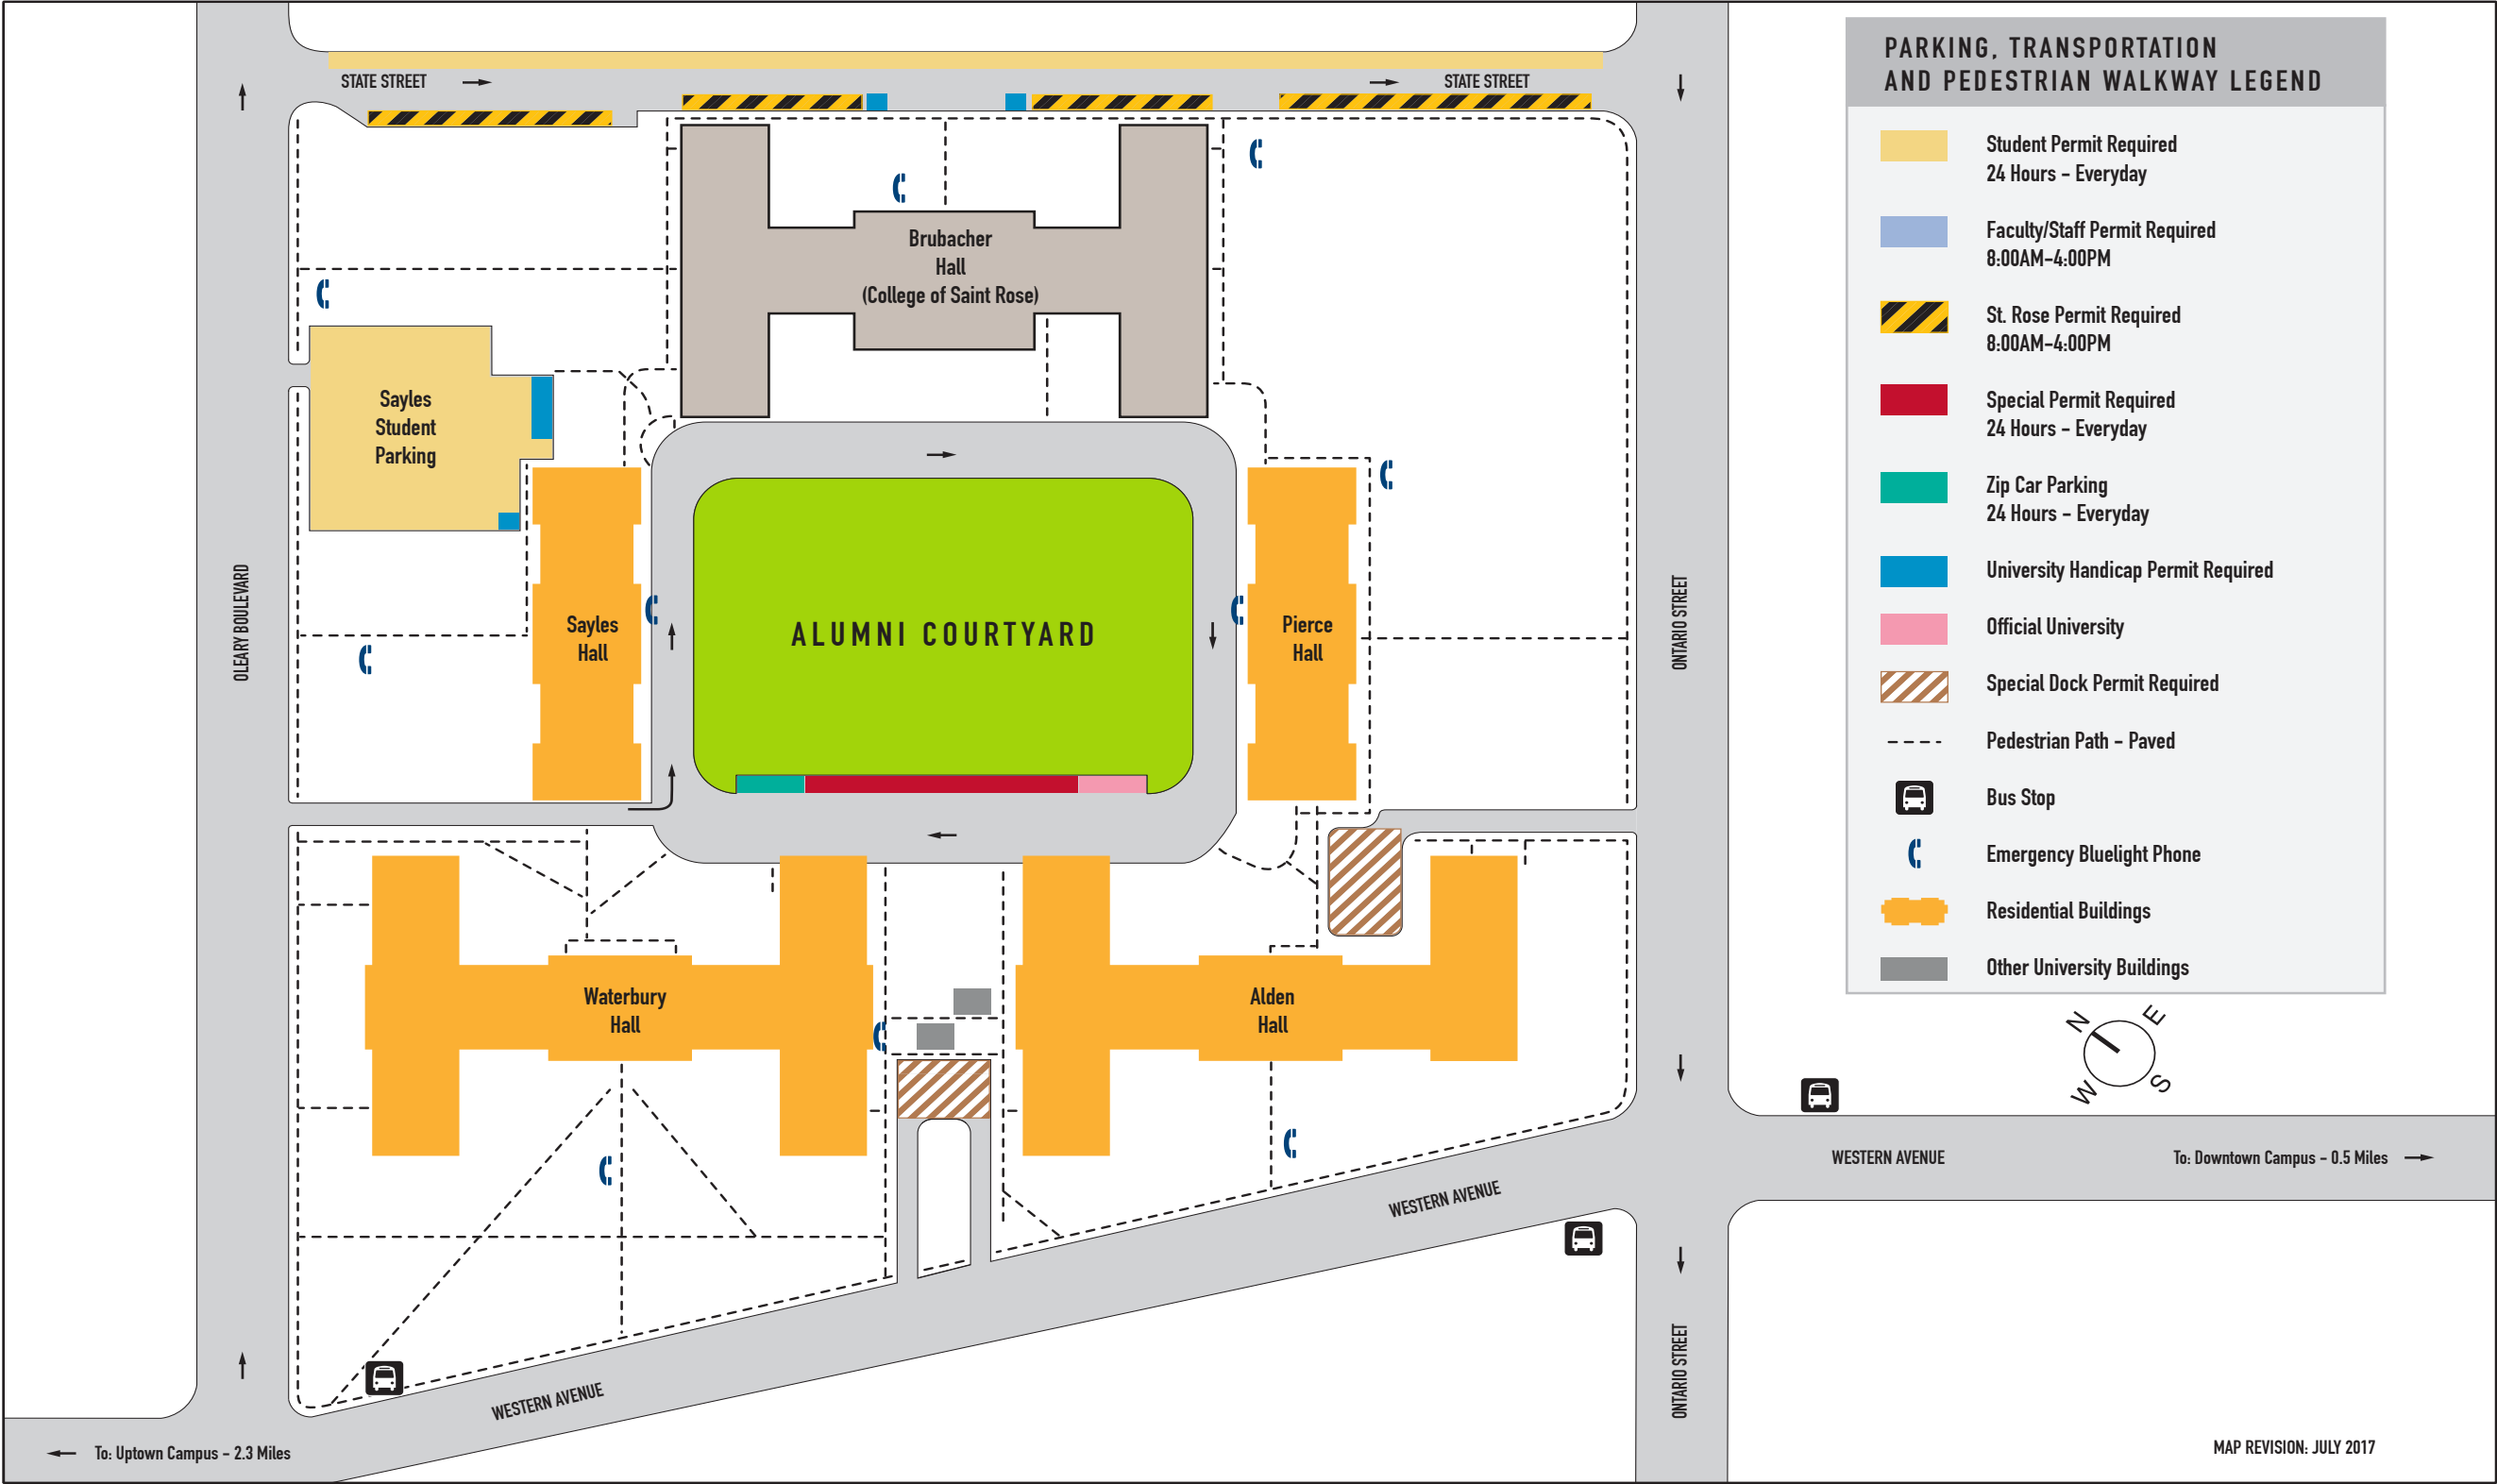 STATE STREET
STATE STREET
Brubacher
Hall
(College of Saint Rose)
Sayles
Student
Parking
OLEARY BOULEVARD
Sayles
Hall
ALUMNI COURTYARD
Pierce
Hall
ONTARIO STREET
Waterbury
Hall
Alden
Hall
WESTERN AVENUE
WESTERN AVENUE
ONTARIO STREET
To: Uptown Campus - 2.3 Miles
WESTERN AVENUE
To: Downtown Campus - 0.5 Miles
PARKING, TRANSPORTATION
AND PEDESTRIAN WALKWAY LEGEND
Student Permit Required
24 Hours - Everyday
Faculty/Staff Permit Required
8:00AM-4:00PM
St. Rose Permit Required
8:00AM-4:00PM
Special Permit Required
24 Hours - Everyday
Zip Car Parking
24 Hours - Everyday
University Handicap Permit Required
Official University
Special Dock Permit Required
Pedestrian Path - Paved
Bus Stop
Emergency Bluelight Phone
Residential Buildings
Other University Buildings
N
E
W
S
MAP REVISION: JULY 2017